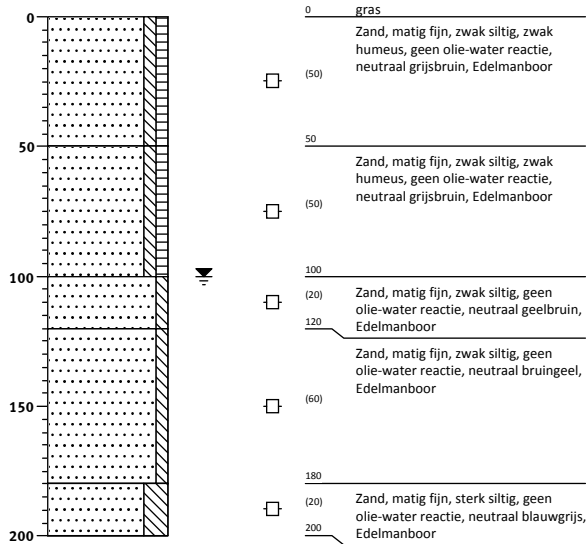 0
0
gras
Zand, matig fijn, zwak siltig, zwak
humeus, geen olie-water reactie,
neutraal grijsbruin, Edelmanboor
(50)
50
50
Zand, matig fijn, zwak siltig, zwak
humeus, geen olie-water reactie,
neutraal grijsbruin, Edelmanboor
(50)
100
100
(20)
Zand, matig fijn, zwak siltig, geen
olie-water reactie, neutraal geelbruin,
Edelmanboor
120
Zand, matig fijn, zwak siltig, geen
olie-water reactie, neutraal bruingeel,
Edelmanboor
150
(60)
180
(20)
Zand, matig fijn, sterk siltig, geen
olie-water reactie, neutraal blauwgrijs,
Edelmanboor
200
200